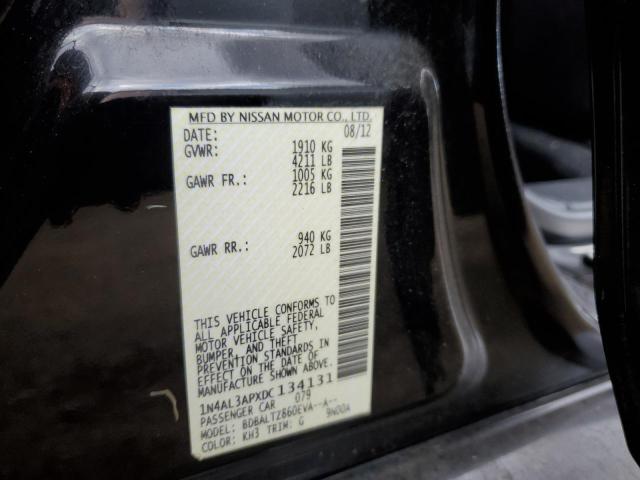 MFD BY NISSAN MOTOR CO., LTD.
DATE: 08/12
GVWR: 1910 KG
4211 LB
GAWR FR.: 1005 KG
2216 LB
GAWR RR.: 940 KG
2072 LB
THIS VEHICLE CONFORMS TO
ALL APPLICABLE FEDERAL
MOTOR VEHICLE SAFETY,
BUMPER, AND THEFT
PREVENTION STANDARDS IN
EFFECT ON THE DATE OF
MANUFACTURE SHOWN ABOVE.
1N4AL3APXDC134131
PASSENGER CAR 079
MODEL: BDBALTZ860EVA--A--
COLOR: KH3 TRIM: G 9N00A